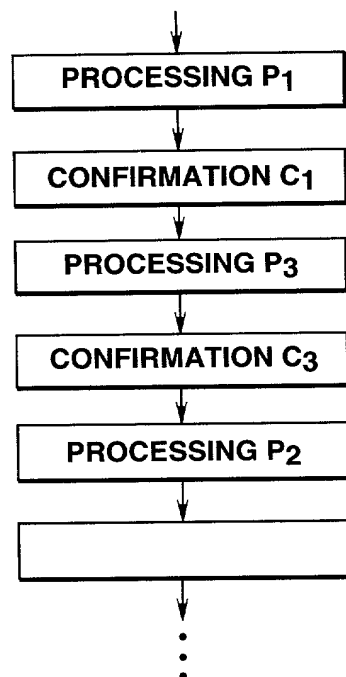 PROCESSING P1
CONFIRMATION C1
PROCESSING P3
CONFIRMATION C3
PROCESSING P2